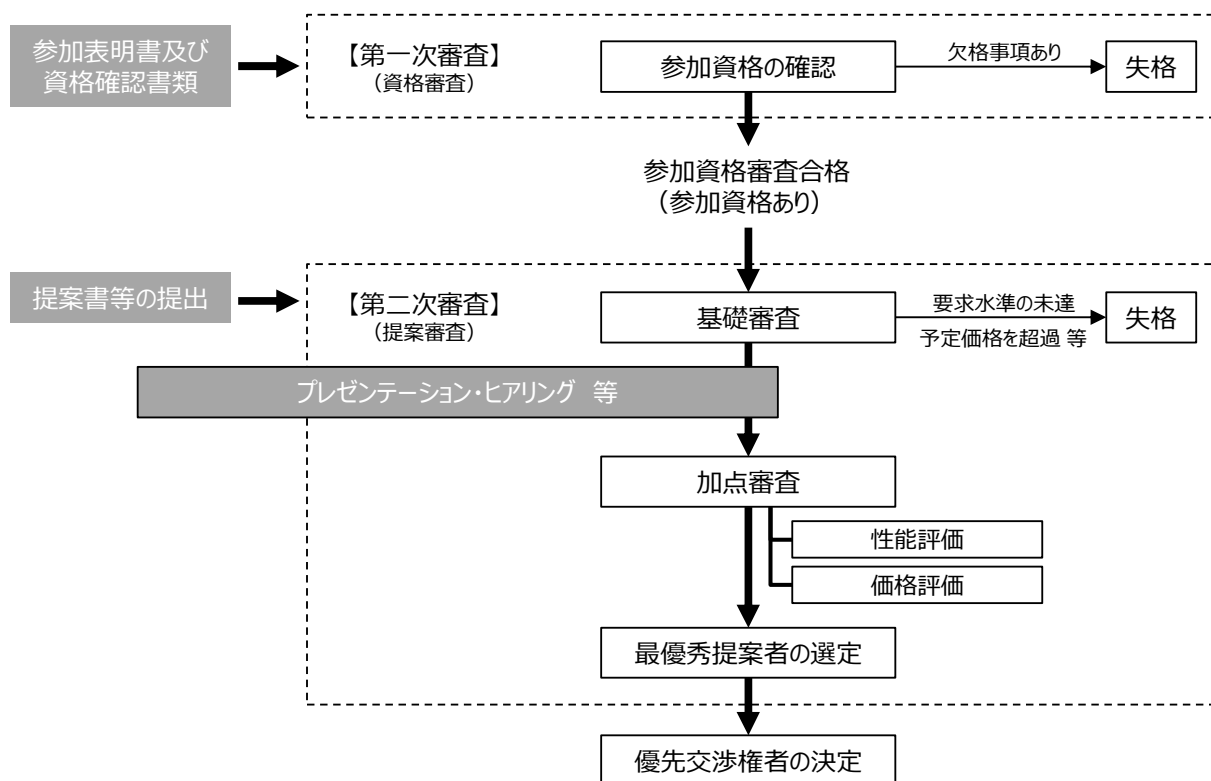 参加表明書及び
資格確認書類
【第一次審査】
（資格審査）
参加資格の確認
欠格事項あり
失格
参加資格審査合格
（参加資格あり）
提案書等の提出
【第二次審査】
（提案審査）
基礎審査
要求水準の未達
予定価格を超過 等
失格
プレゼンテーション・ヒアリング　等
加点審査
性能評価
価格評価
最優秀提案者の選定
優先交渉権者の決定